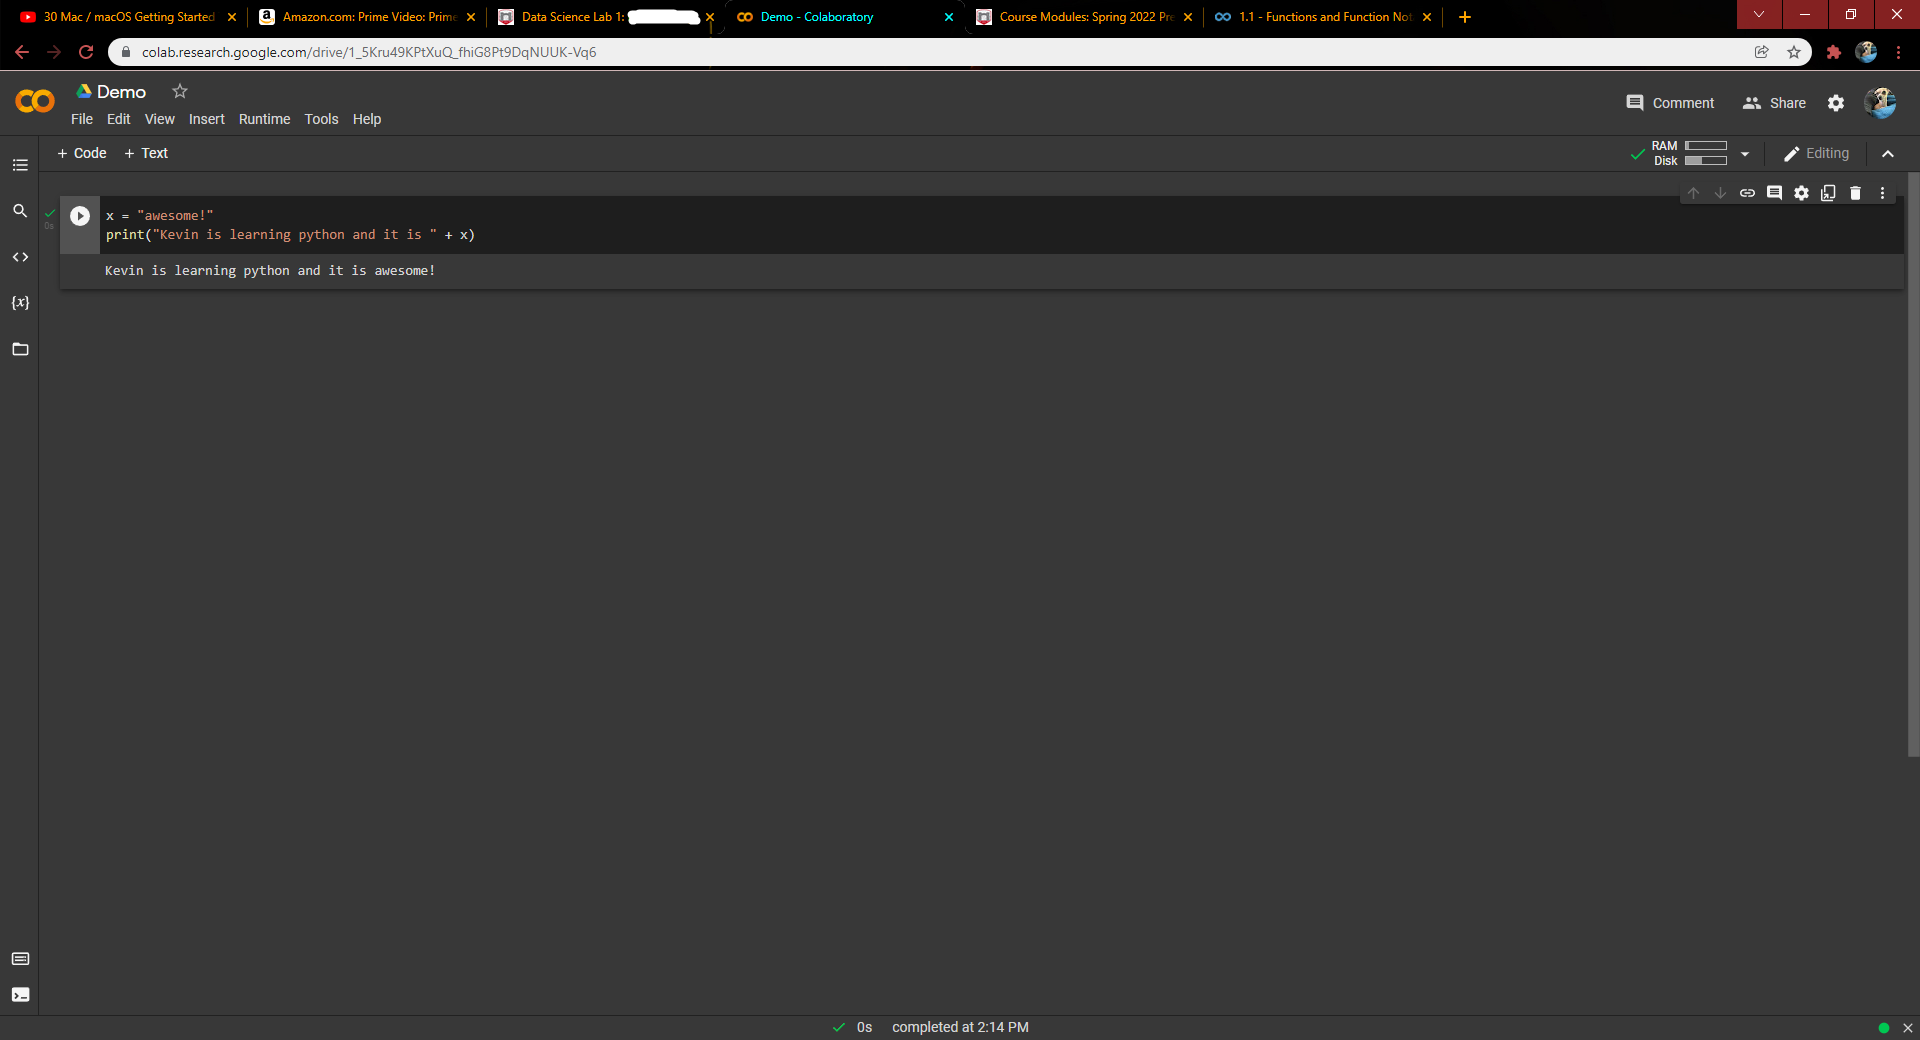 30 Mac / macOS Getting Started
Amazon.com: Prime Video: Prime
Data Science Lab 1:
Demo - Colaboratory
Course Modules: Spring 2022 Pre
1.1 - Functions and Function Not
colab.research.google.com/drive/1_5Kru49KPtXuQ_fhiG8Pt9DqNUUK-Vq6
Demo
File Edit View Insert Runtime Tools Help
Comment Share
+ Code + Text
RAM
Disk
Editing
0s
x = "awesome!"
print("Kevin is learning python and it is " + x)
Kevin is learning python and it is awesome!
{x}
0s completed at 2:14 PM